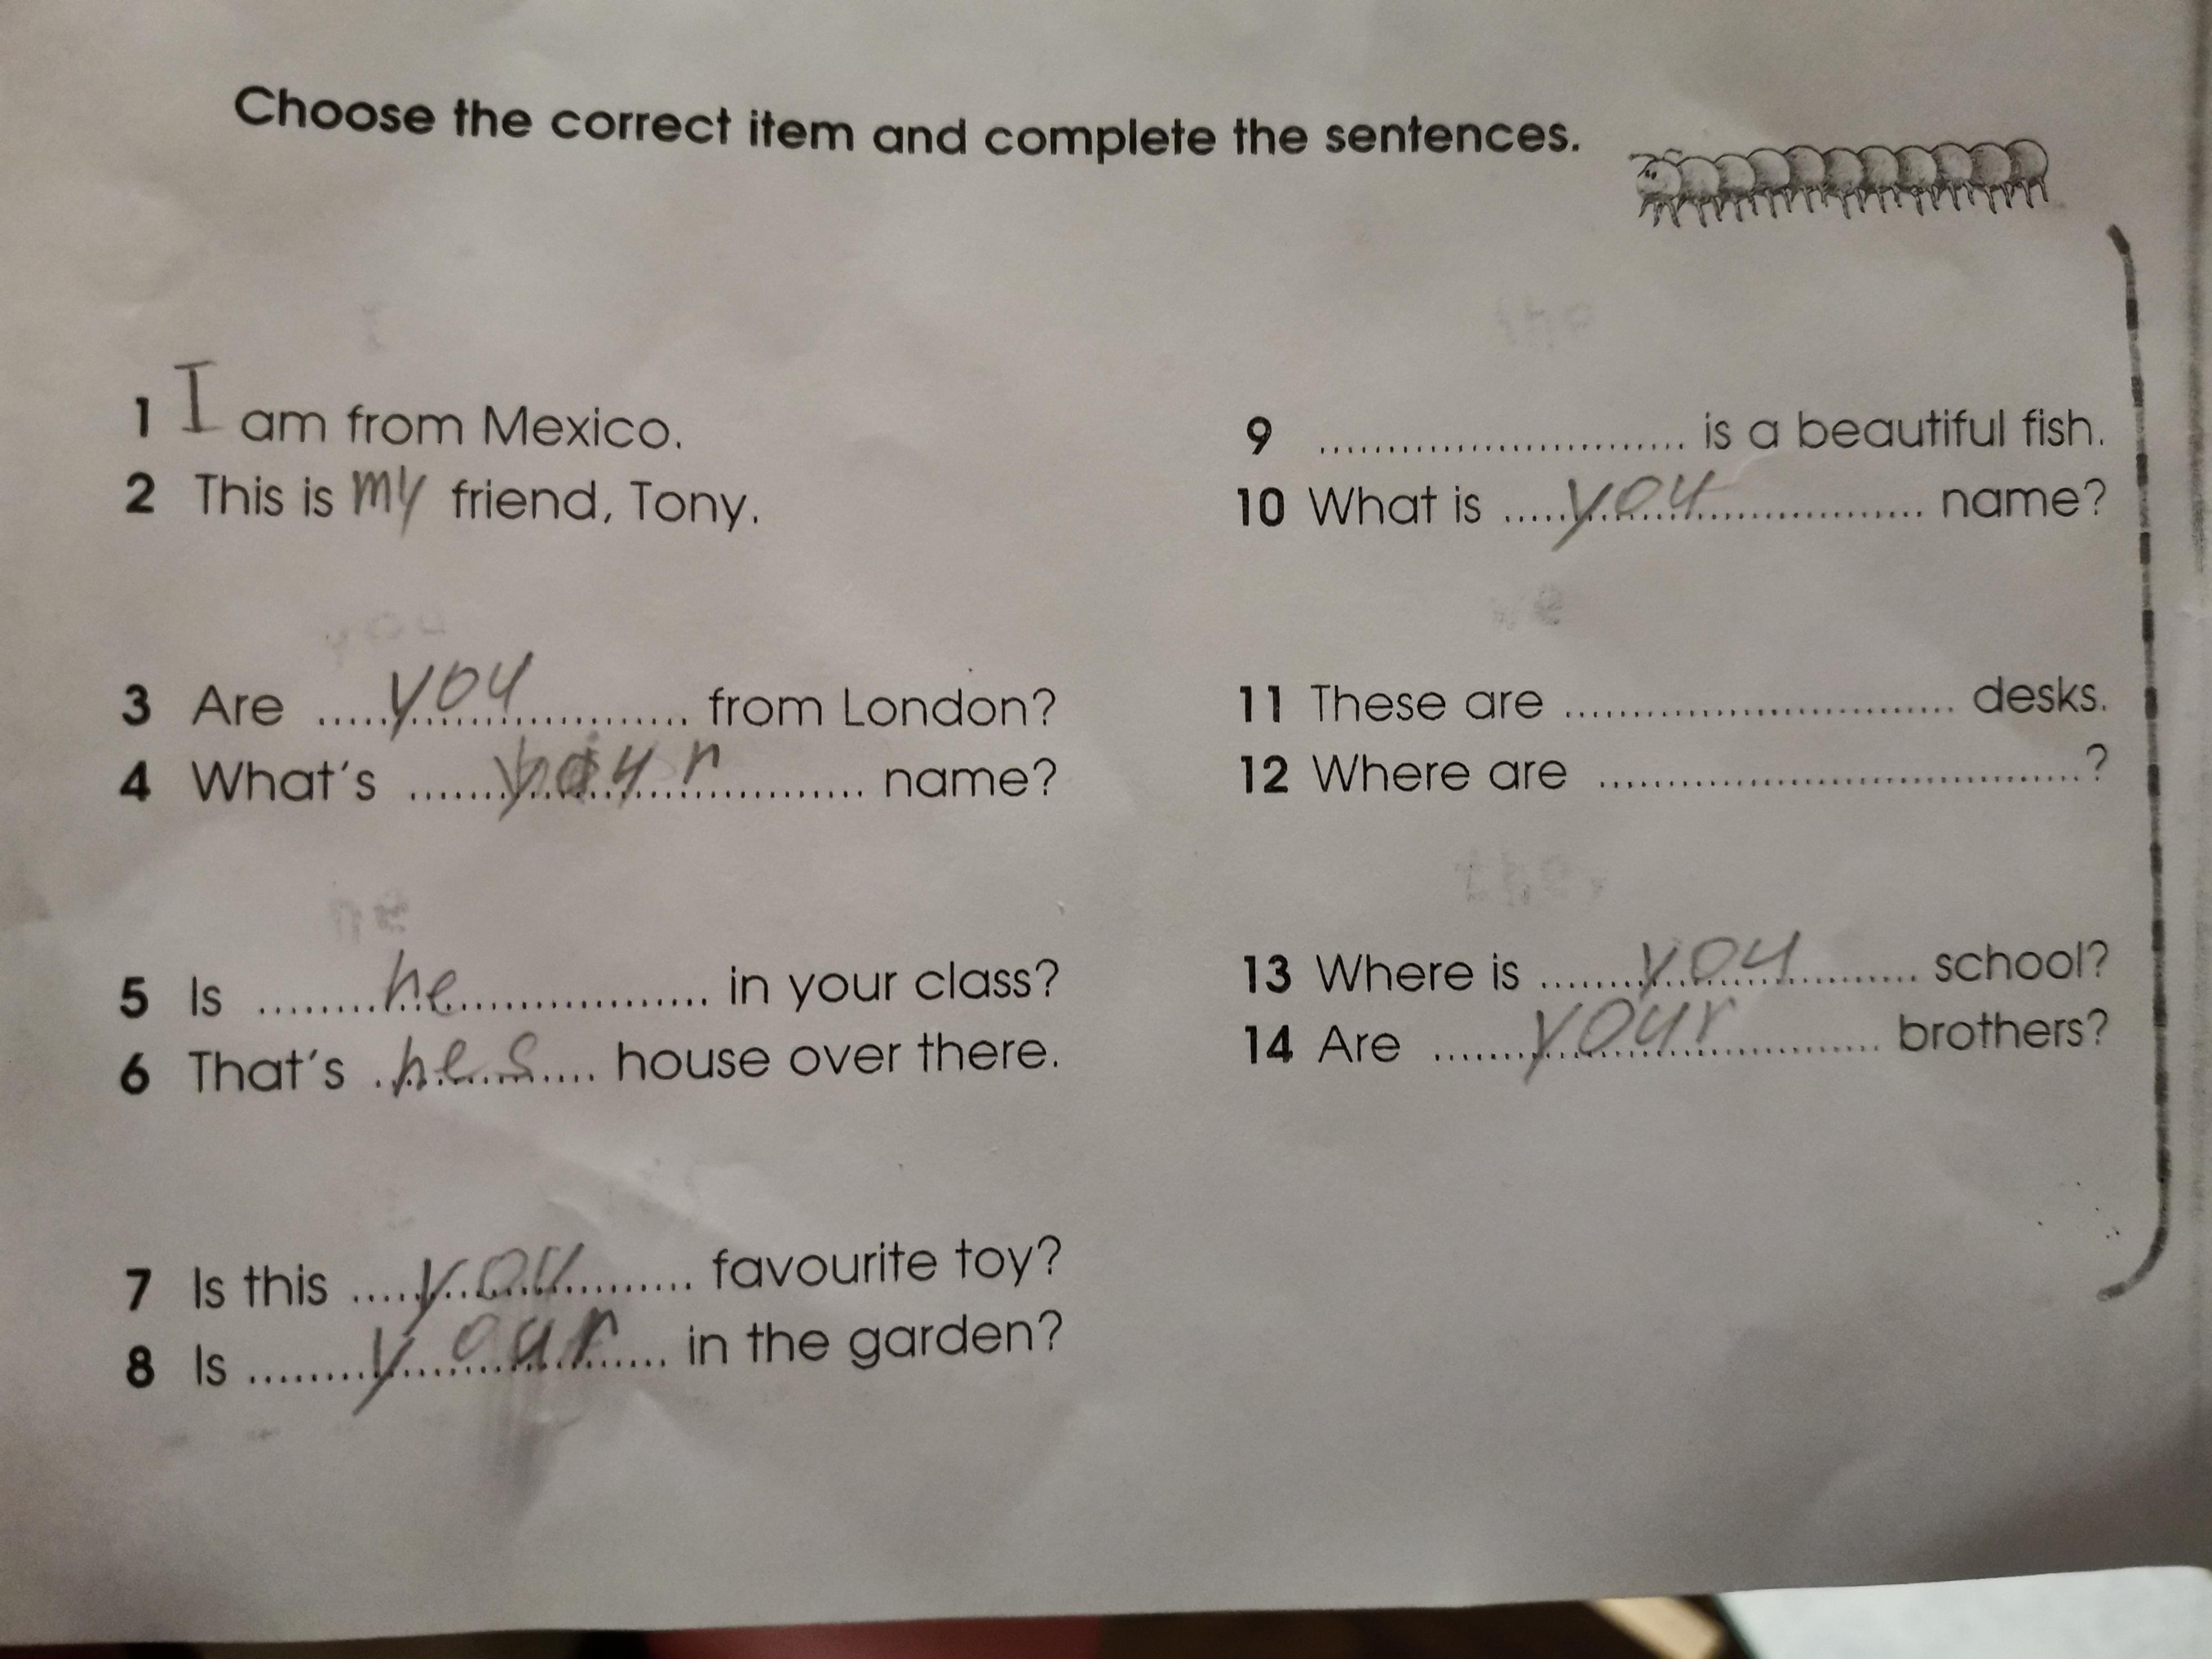 Choose the correct item and complete the sentences.
1 I am from Mexico.
2 This is my friend, Tony.
3 Are .....you..................... from London?
4 What's .......your................ name?
5 Is ........he.................... in your class?
6 That's .hes..... house over there.
7 Is this ....you............ favourite toy?
8 Is ........your............ in the garden?
9 ............................ is a beautiful fish.
10 What is .....you.................. name?
11 These are ............................. desks.
12 Where are ....................................?
13 Where is .......you............ school?
14 Are .......your............ brothers?